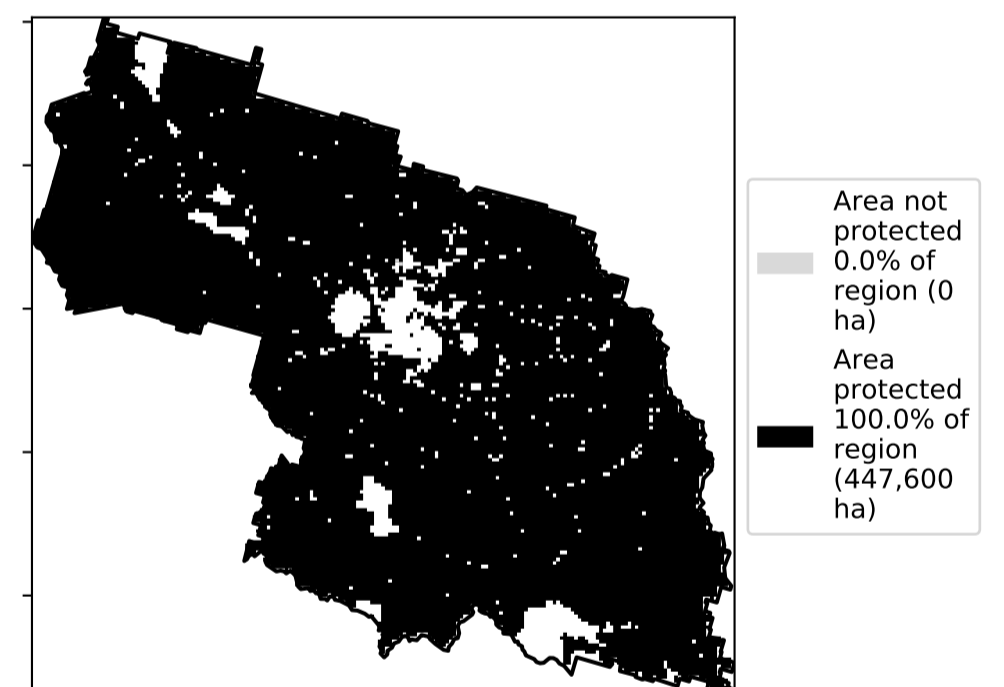 Area not
protected
0.0% of
region (0
ha)
Area
protected
100.0% of
region
(447,600
ha)